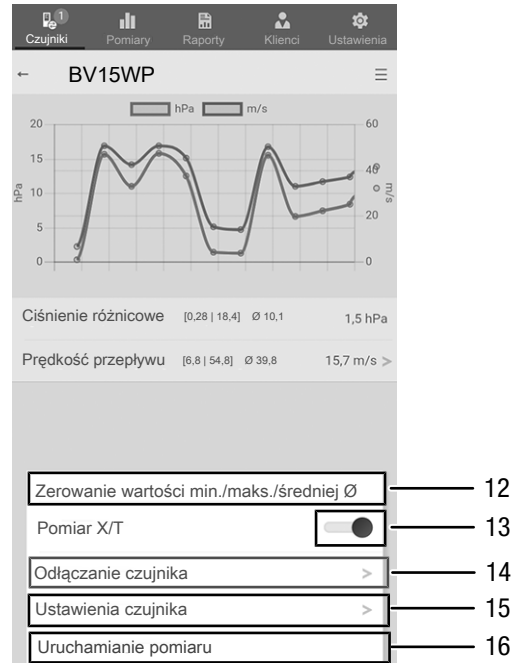 1
Czujniki Pomiary Raporty Klienci Ustawienia
← BV15WP ☰
hPa m/s
20 60
15
40
10
20
5
0 0
hPa
m/s
Ciśnienie różnicowe [0,28 | 18,4] Ø 10,1 1,5 hPa
Prędkość przepływu [6,8 | 54,8] Ø 39,8 15,7 m/s >
Zerowanie wartości min./maks./średniej Ø 12
Pomiar X/T 13
Odłączanie czujnika > 14
Ustawienia czujnika > 15
Uruchamianie pomiaru 16